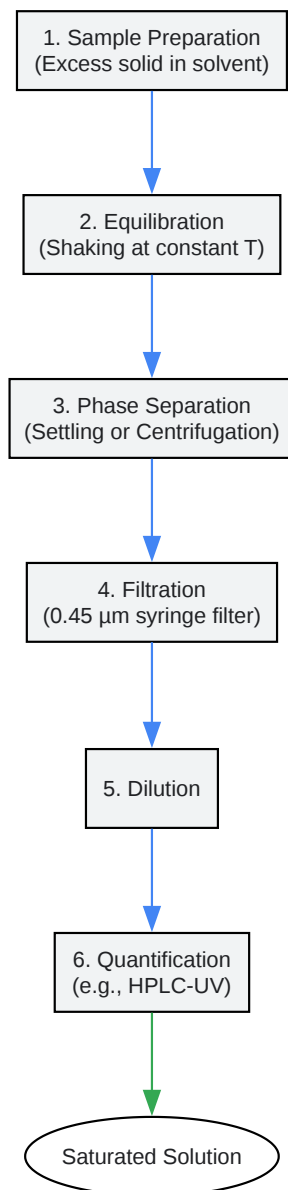 1. Sample Preparation
(Excess solid in solvent)
2. Equilibration
(Shaking at constant T)
3. Phase Separation
(Settling or Centrifugation)
4. Filtration
(0.45 µm syringe filter)
5. Dilution
6. Quantification
(e.g., HPLC-UV)
Saturated Solution